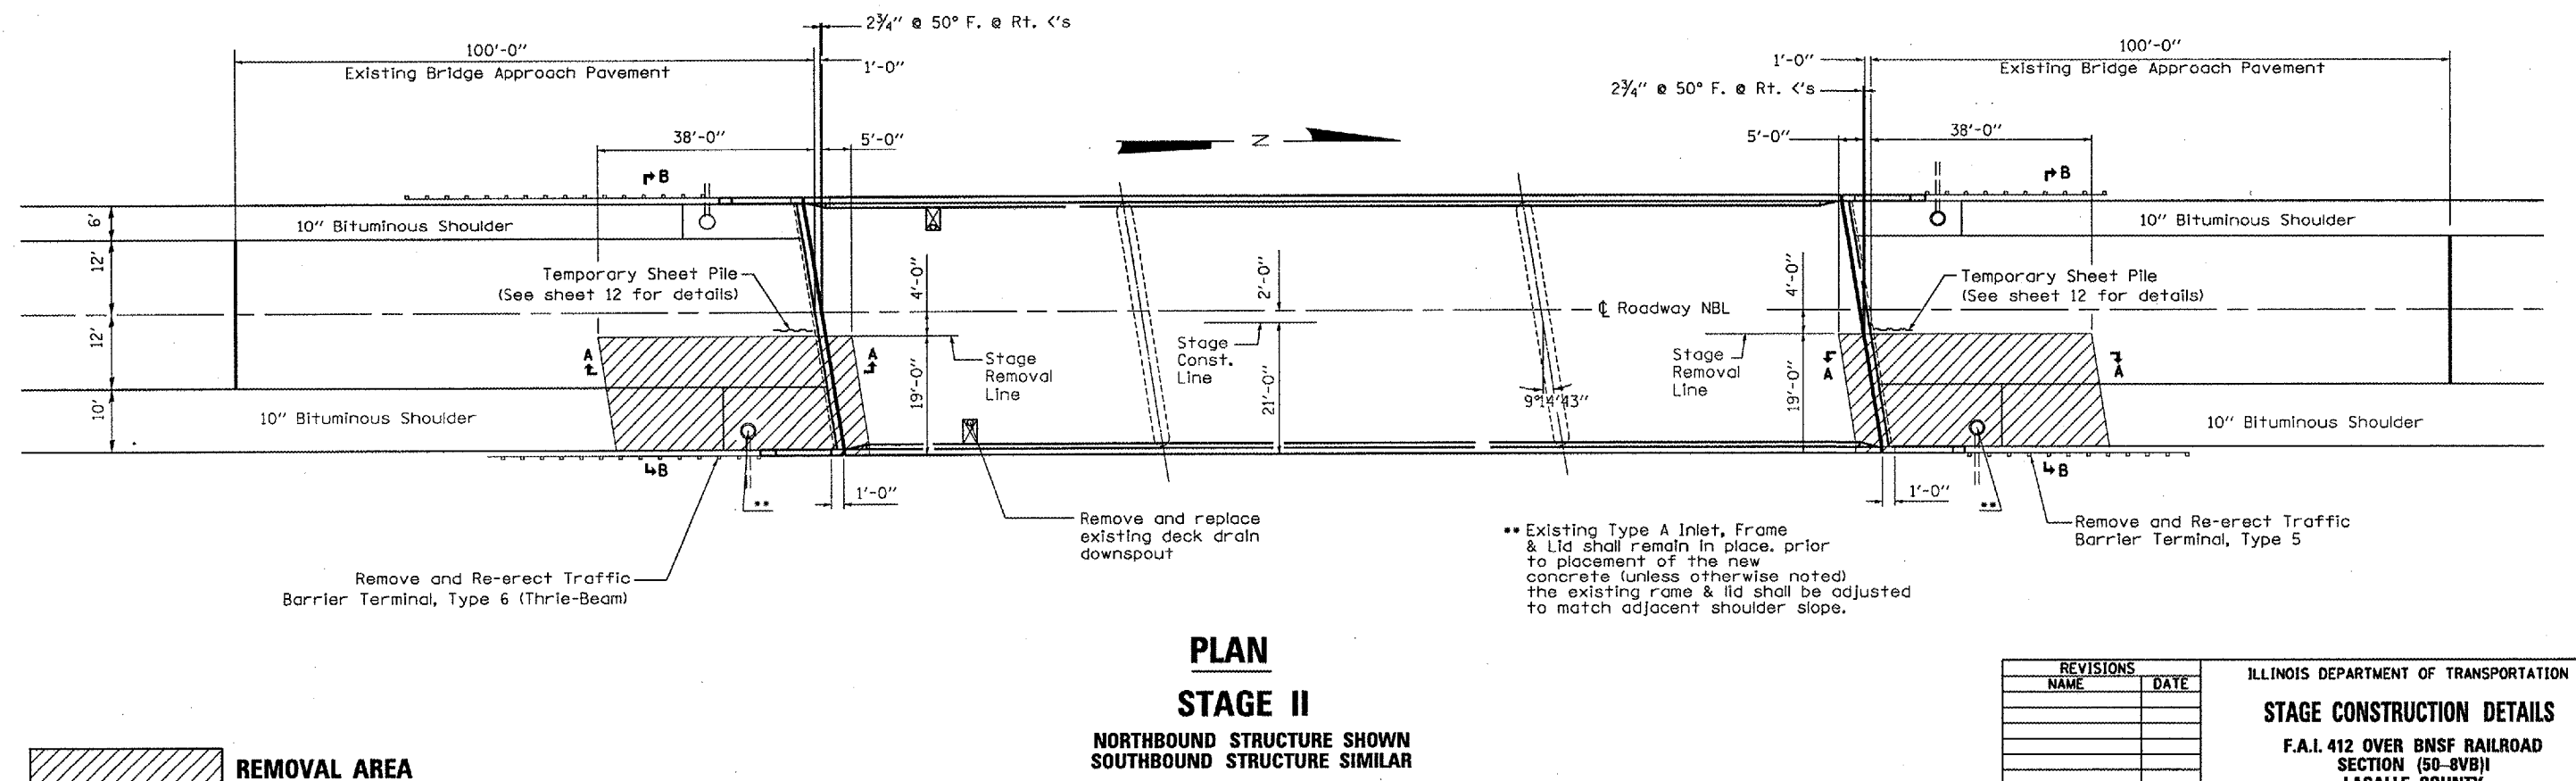 2¾" @ 50° F. @ Rt. <'s
100'-0"
Existing Bridge Approach Pavement
1'-0"
38'-0"
5'-0"
N
1'-0"
100'-0"
Existing Bridge Approach Pavement
2¾" @ 50° F. @ Rt. <'s
5'-0"
38'-0"
B
B
6'
12'
12'
10'
10" Bituminous Shoulder
10" Bituminous Shoulder
Temporary Sheet Pile
(See sheet 12 for details)
4'-0"
2'-0"
℄ Roadway NBL
4'-0"
Temporary Sheet Pile
(See sheet 12 for details)
A
A
Stage
Removal
Line
Stage
Const.
Line
Stage
Removal
Line
A
A
19'-0"
21'-0"
9°14'43"
19'-0"
10" Bituminous Shoulder
10" Bituminous Shoulder
B
B
**
1'-0"
1'-0"
**
Remove and replace
existing deck drain
downspout
Remove and Re-erect Traffic
Barrier Terminal, Type 6 (Thrie-Beam)
** Existing Type A Inlet, Frame
& Lid shall remain in place. prior
to placement of the new
concrete (unless otherwise noted)
the existing rame & lid shall be adjusted
to match adjacent shoulder slope.
Remove and Re-erect Traffic
Barrier Terminal, Type 5
PLAN
STAGE II
NORTHBOUND STRUCTURE SHOWN
SOUTHBOUND STRUCTURE SIMILAR
REMOVAL AREA
REVISIONS
NAME DATE
ILLINOIS DEPARTMENT OF TRANSPORTATION
STAGE CONSTRUCTION DETAILS
F.A.I. 412 OVER BNSF RAILROAD
SECTION (50-8VB)I
LASALLE COUNTY